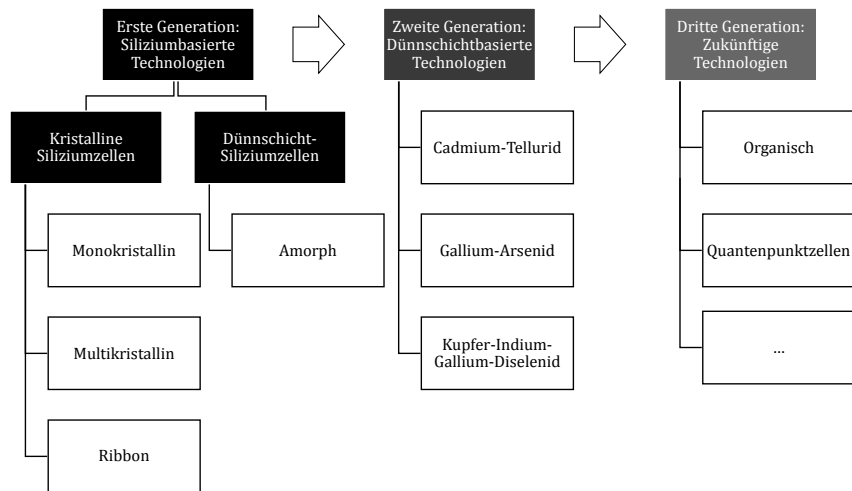 Erste Generation:
Siliziumbasierte
Technologien
Zweite Generation:
Dünnschichtbasierte
Technologien
Dritte Generation:
Zukünftige
Technologien
Kristalline
Siliziumzellen
Dünnschicht-
Siliziumzellen
Cadmium-Tellurid
Organisch
Monokristallin
Amorph
Gallium-Arsenid
Quantenpunktzellen
Multikristallin
Kupfer-Indium-
Gallium-Diselenid
...
Ribbon